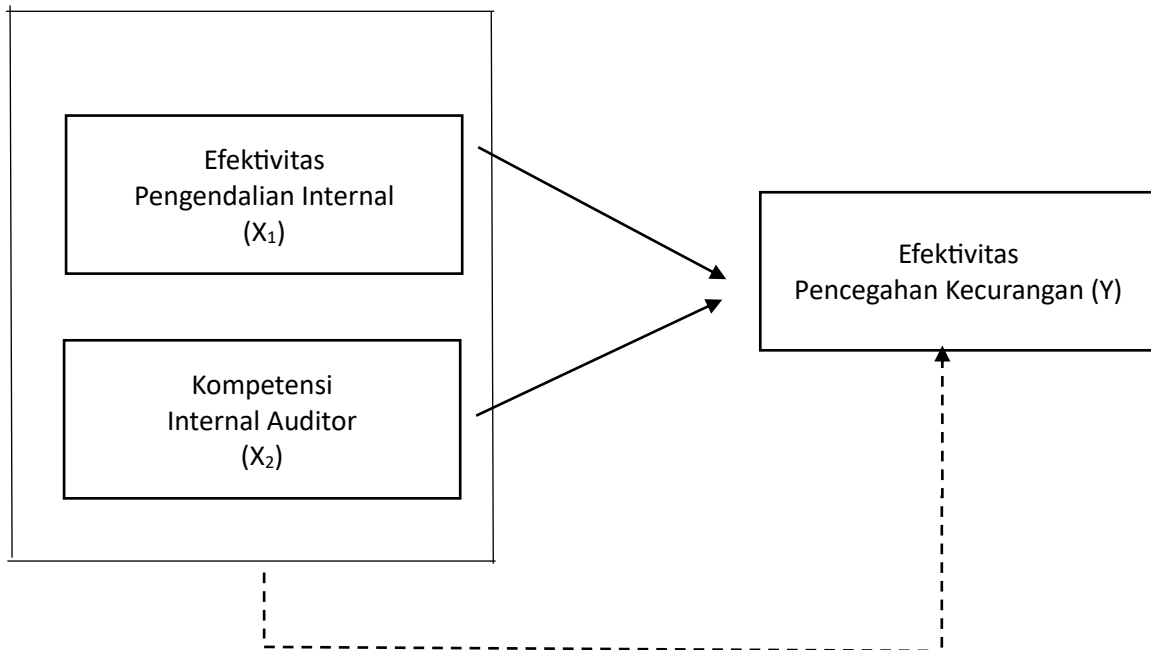 Efektivitas
Pengendalian Internal
(X₁)
Efektivitas
Pencegahan Kecurangan (Y)
Kompetensi
Internal Auditor
(X₂)